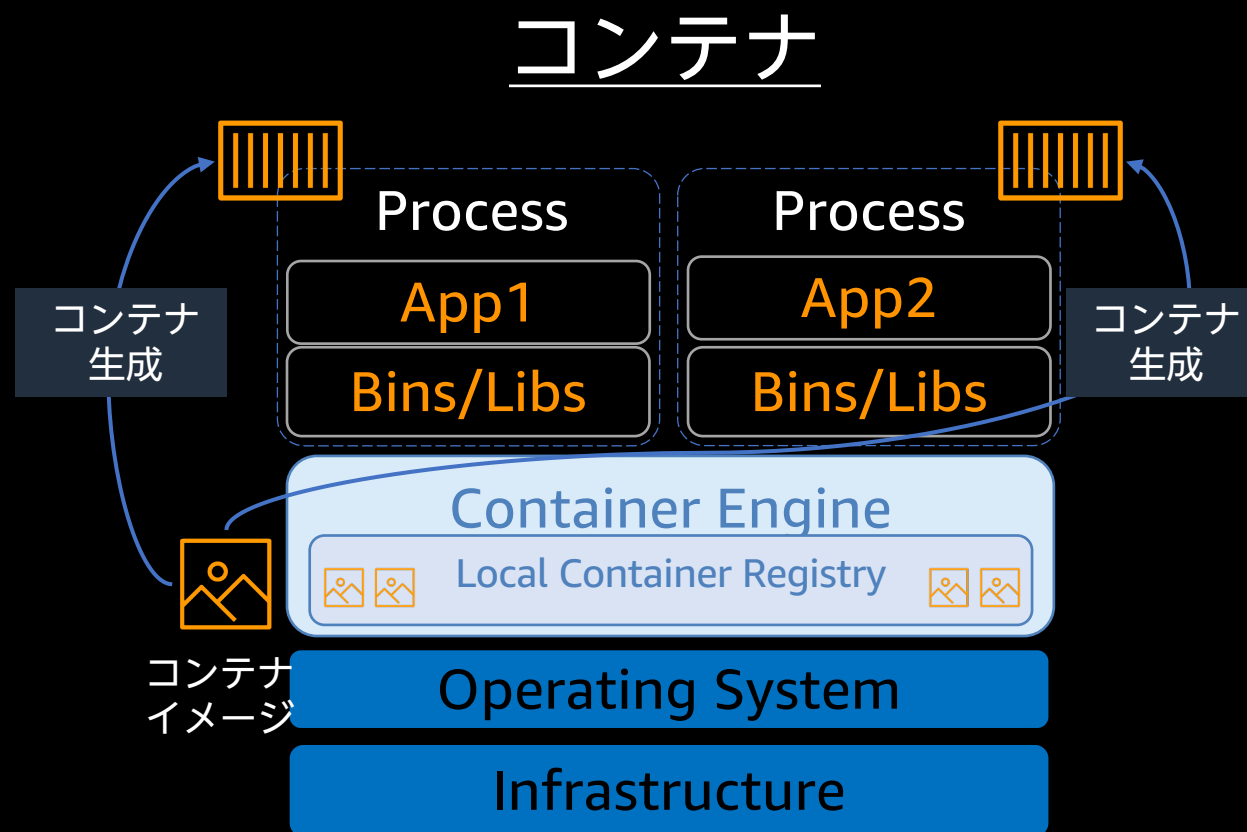 コンテナ
Process
Process
App1
App2
コンテナ
生成
コンテナ
生成
Bins/Libs
Bins/Libs
Container Engine
Local Container Registry
コンテナ
イメージ
Operating System
Infrastructure